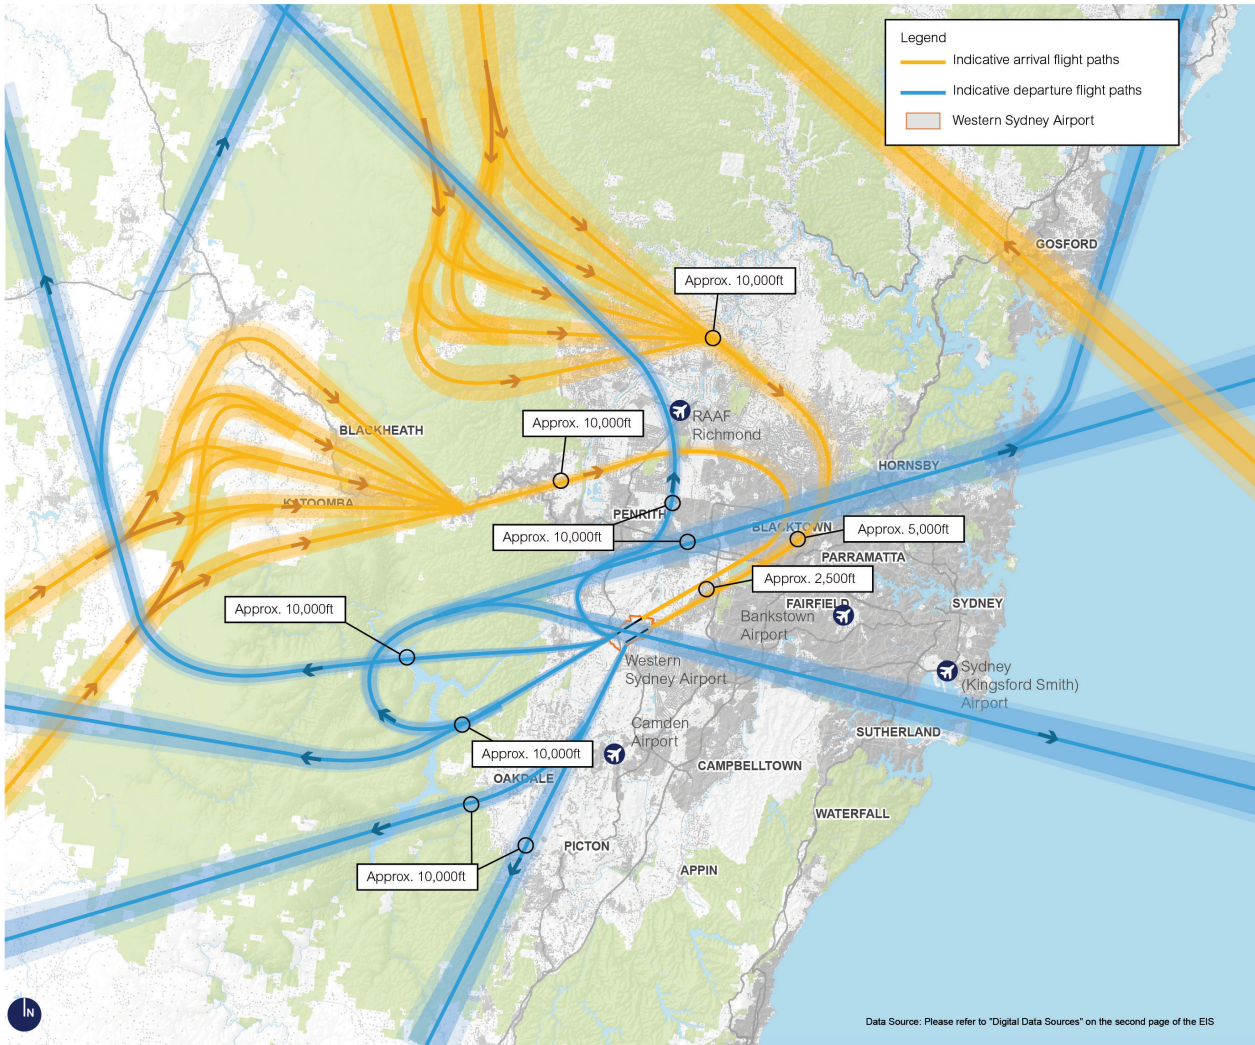 Legend
Indicative arrival flight paths
Indicative departure flight paths
Western Sydney Airport
GOSFORD
Approx. 10,000ft
RAAF
Richmond
Approx. 10,000ft
BLACKHEATH
HORNSBY
KATOOMBA
PENRITH
BLACKTOWN
Approx. 5,000ft
Approx. 10,000ft
PARRAMATTA
Approx. 2,500ft
Approx. 10,000ft
FAIRFIELD
SYDNEY
Bankstown
Airport
Western
Sydney Airport
Sydney
(Kingsford Smith)
Airport
Camden
Airport
SUTHERLAND
Approx. 10,000ft
CAMPBELLTOWN
OAKDALE
WATERFALL
PICTON
APPIN
Approx. 10,000ft
N
Data Source: Please refer to "Digital Data Sources" on the second page of the EIS